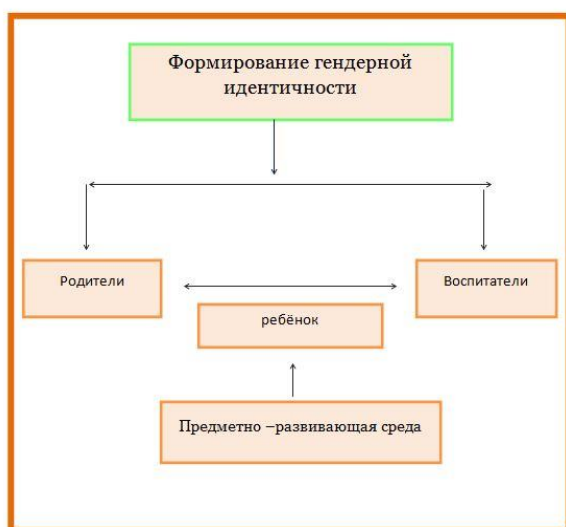 Формирование гендерной
идентичности
Родители
Воспитатели
ребёнок
Предметно –развивающая среда